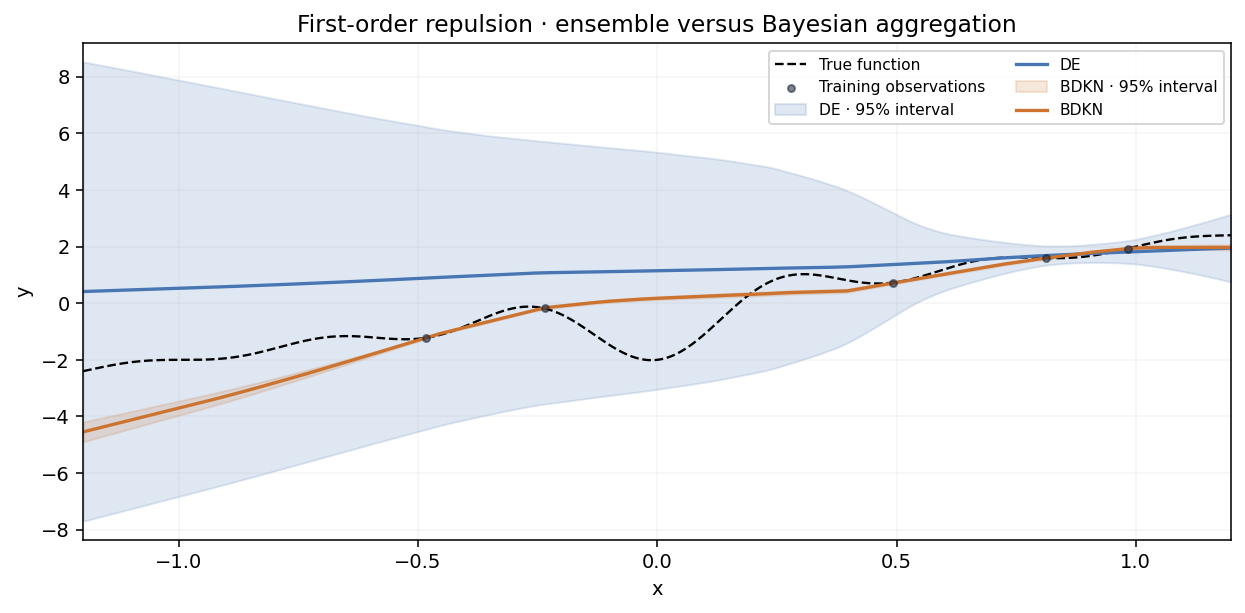 First-order repulsion · ensemble versus Bayesian aggregation
True function
Training observations
DE · 95% interval
DE
BDKN · 95% interval
BDKN
8
6
4
2
0
−2
−4
−6
−8
y
−1.0
−0.5
0.0
0.5
1.0
x